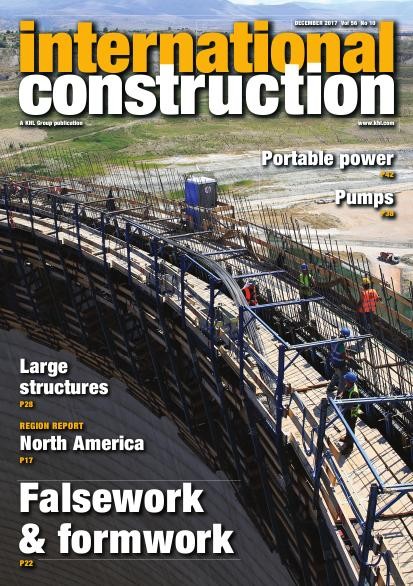 DECEMBER 2017 Vol 56 No 10
international
construction
A KHL Group publication
www.khl.com
Portable power
P42
Pumps
P38
Large
structures
P28
REGION REPORT
North America
P17
Falsework
& formwork
P22